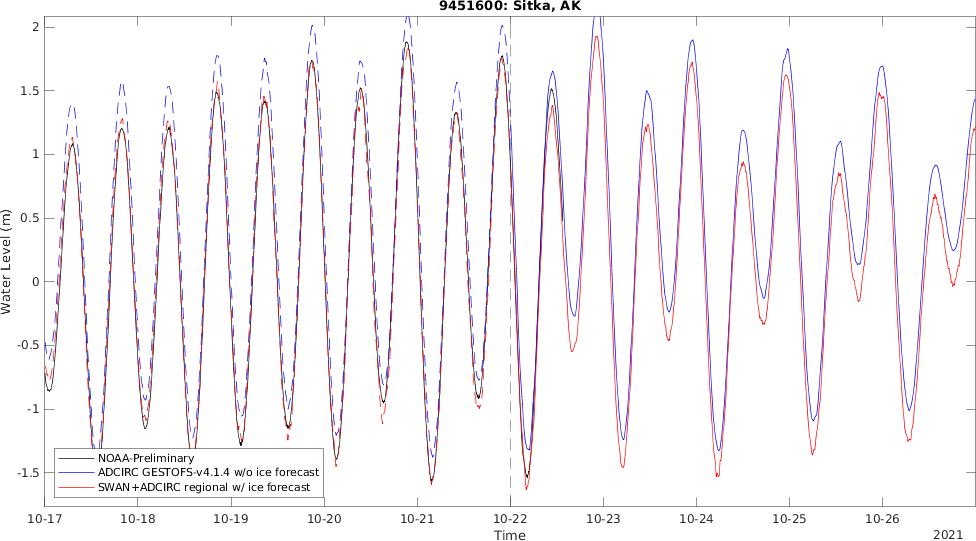 9451600: Sitka, AK
2
1.5
1
0.5
0
-0.5
-1
-1.5
Water Level (m)
NOAA-Preliminary
ADCIRC GESTOFS-v4.1.4 w/o ice forecast
SWAN+ADCIRC regional w/ ice forecast
10-17 10-18 10-19 10-20 10-21 10-22 10-23 10-24 10-25 10-26
Time
2021